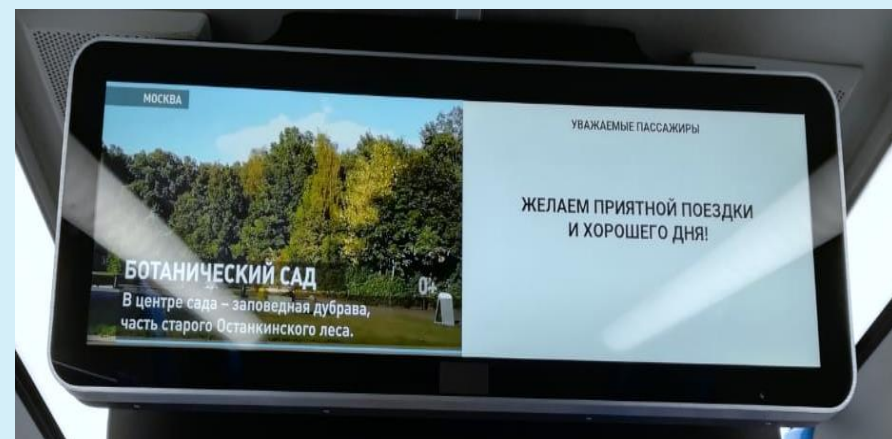 МОСКВА
БОТАНИЧЕСКИЙ САД
0+
В центре сада – заповедная дубрава,
часть старого Останкинского леса.
УВАЖАЕМЫЕ ПАССАЖИРЫ
ЖЕЛАЕМ ПРИЯТНОЙ ПОЕЗДКИ
И ХОРОШЕГО ДНЯ!